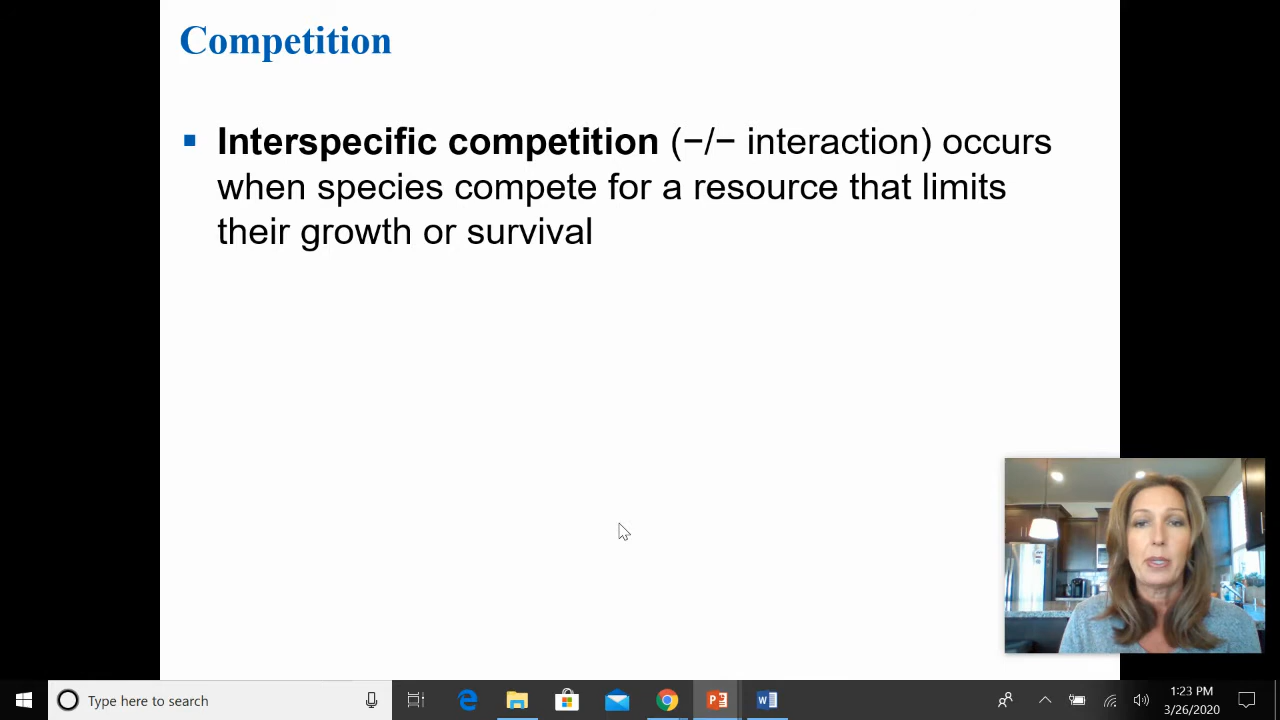 Competition
Interspecific competition (−/− interaction) occurs
when species compete for a resource that limits
their growth or survival
Type here to search
1:23 PM
3/26/2020